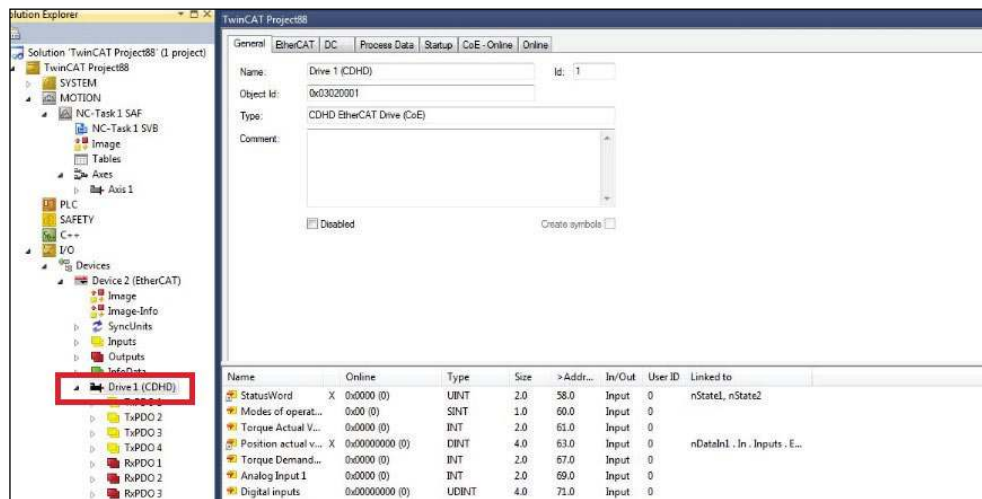 olution Explorer
Solution 'TwinCAT Project88' (1 project)
TwinCAT Project88
SYSTEM
MOTION
NC-Task 1 SAF
NC-Task 1 SVB
Image
Tables
Axes
Axis 1
PLC
SAFETY
C++
I/O
Devices
Device 2 (EtherCAT)
Image
Image-Info
SyncUnits
Inputs
Outputs
InfoData
Drive 1 (CDHD)
TxPDO 2
TxPDO 3
TxPDO 4
RxPDO 1
RxPDO 2
RxPDO 3
TwinCAT Project88
General EtherCAT DC Process Data Startup CoE - Online Online
Name: Drive 1 (CDHD) Id: 1
Object Id: 0x03020001
Type: CDHD EtherCAT Drive (CoE)
Comment:
Disabled Create symbols
Name Online Type Size >Addr... In/Out User ID Linked to
StatusWord X 0x0000 (0) UINT 2.0 58.0 Input 0 nState1, nState2
Modes of operat... 0x00 (0) SINT 1.0 60.0 Input 0
Torque Actual V... 0x0000 (0) INT 2.0 61.0 Input 0
Position actual v... X 0x00000000 (0) DINT 4.0 63.0 Input 0 nDataIn1 . In . Inputs . E...
Torque Demand... 0x0000 (0) INT 2.0 67.0 Input 0
Analog Input 1 0x0000 (0) INT 2.0 69.0 Input 0
Digital inputs 0x00000000 (0) UDINT 4.0 71.0 Input 0